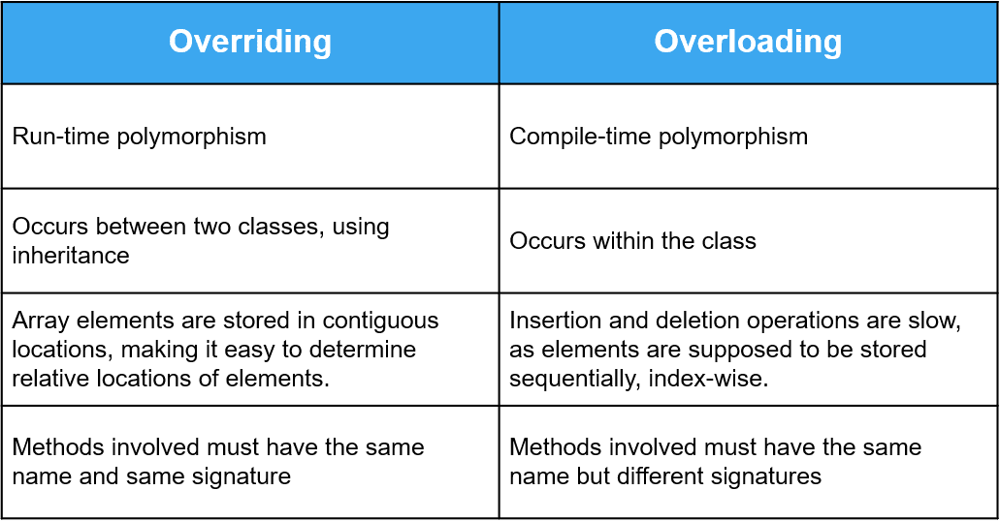 Overriding
Overloading
Run-time polymorphism
Compile-time polymorphism
Occurs between two classes, using
inheritance
Occurs within the class
Array elements are stored in contiguous
locations, making it easy to determine
relative locations of elements.
Insertion and deletion operations are slow,
as elements are supposed to be stored
sequentially, index-wise.
Methods involved must have the same
name and same signature
Methods involved must have the same
name but different signatures